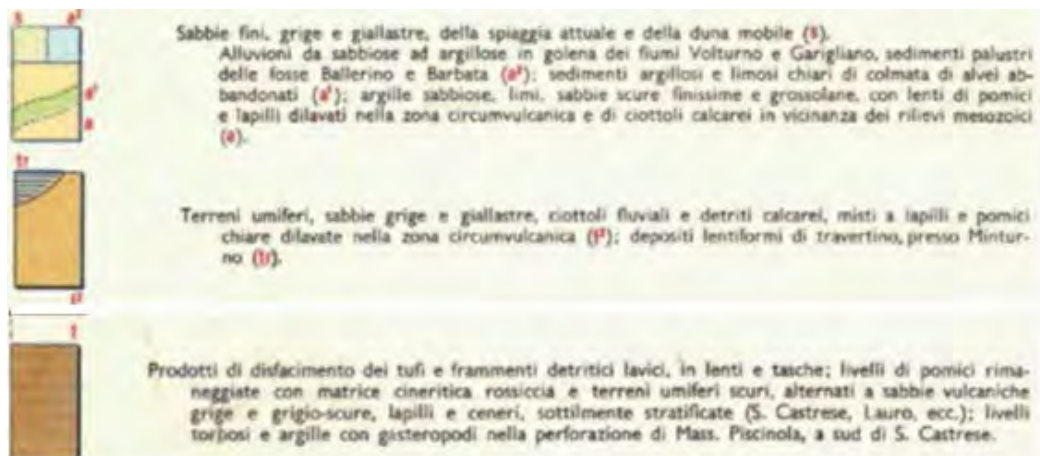 s a²
Sabbie fini, grige e giallastre, della spiaggia attuale e della duna mobile (s).
Alluvioni da sabbiose ad argillose in golena dei fiumi Volturno e Garigliano, sedimenti palustri
delle fosse Ballerino e Barbata (a²); sedimenti argillosi e limosi chiari di colmata di alvei ab-
bandonati (a¹); argille sabbiose, limi, sabbie scure finissime e grossolane, con lenti di pomici
e lapilli dilavati nella zona circumvulcanica e di ciottoli calcarei in vicinanza dei rilievi mesozoici
(a).
a¹
a
tr
Terreni umiferi, sabbie grige e giallastre, ciottoli fluviali e detriti calcarei, misti a lapilli e pomici
chiare dilavate nella zona circumvulcanica (t²); depositi lentiformi di travertino, presso Mintur-
no (tr).
t²
t
Prodotti di disfacimento dei tufi e frammenti detritici lavici, in lenti e tasche; livelli di pomici rima-
neggiate con matrice cineritica rossiccia e terreni umiferi scuri, alternati a sabbie vulcaniche
grige e grigio-scure, lapilli e ceneri, sottilmente stratificate (S. Castrese, Lauro, ecc.); livelli
torbosi e argille con gasteropodi nella perforazione di Mass. Piscinola, a sud di S. Castrese.